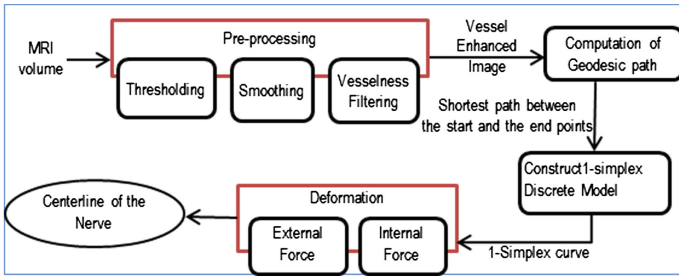 MRI
volume
Pre-processing
Thresholding
Smoothing
Vesselness
Filtering
Vessel
Enhanced
Image
Computation of
Geodesic path
Shortest path between
the start and the end points
Construct1-simplex
Discrete Model
1-Simplex curve
Deformation
External
Force
Internal
Force
Centerline of the
Nerve